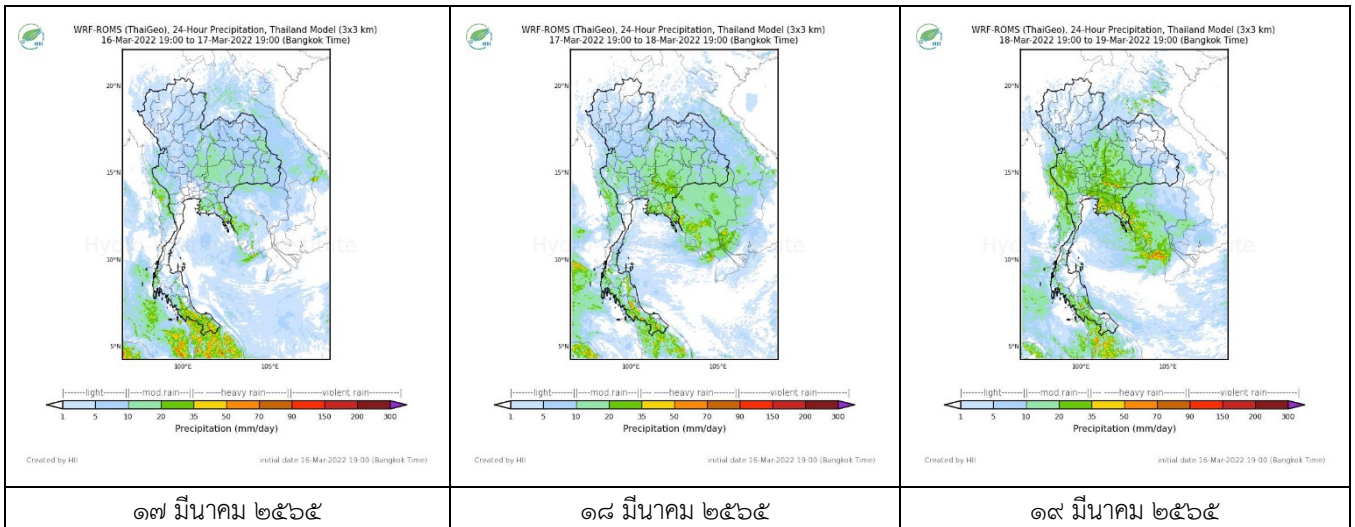 HII
WRF-ROMS (ThaiGeo), 24-Hour Precipitation, Thailand Model (3x3 km)
16-Mar-2022 19:00 to 17-Mar-2022 19:00 (Bangkok Time)
20°N
15°N
10°N
5°N
100°E 105°E
|-------light-------||----mod.rain---||--- -----heavy rain---||-----------violent rain-----------|
1 5 10 20 35 50 70 90 150 200 300
Precipitation (mm/day)
Created by HII initial date 16-Mar-2022 19:00 (Bangkok Time)
๑๗ มีนาคม ๒๕๖๕
HII
WRF-ROMS (ThaiGeo), 24-Hour Precipitation, Thailand Model (3x3 km)
17-Mar-2022 19:00 to 18-Mar-2022 19:00 (Bangkok Time)
20°N
15°N
10°N
5°N
100°E 105°E
|-------light-------||----mod.rain---||--- -----heavy rain---||-----------violent rain-----------|
1 5 10 20 35 50 70 90 150 200 300
Precipitation (mm/day)
Created by HII initial date 16-Mar-2022 19:00 (Bangkok Time)
๑๘ มีนาคม ๒๕๖๕
HII
WRF-ROMS (ThaiGeo), 24-Hour Precipitation, Thailand Model (3x3 km)
18-Mar-2022 19:00 to 19-Mar-2022 19:00 (Bangkok Time)
20°N
15°N
10°N
5°N
100°E 105°E
|-------light-------||----mod.rain---||--- -----heavy rain---||-----------violent rain-----------|
1 5 10 20 35 50 70 90 150 200 300
Precipitation (mm/day)
Created by HII initial date 16-Mar-2022 19:00 (Bangkok Time)
๑๙ มีนาคม ๒๕๖๕